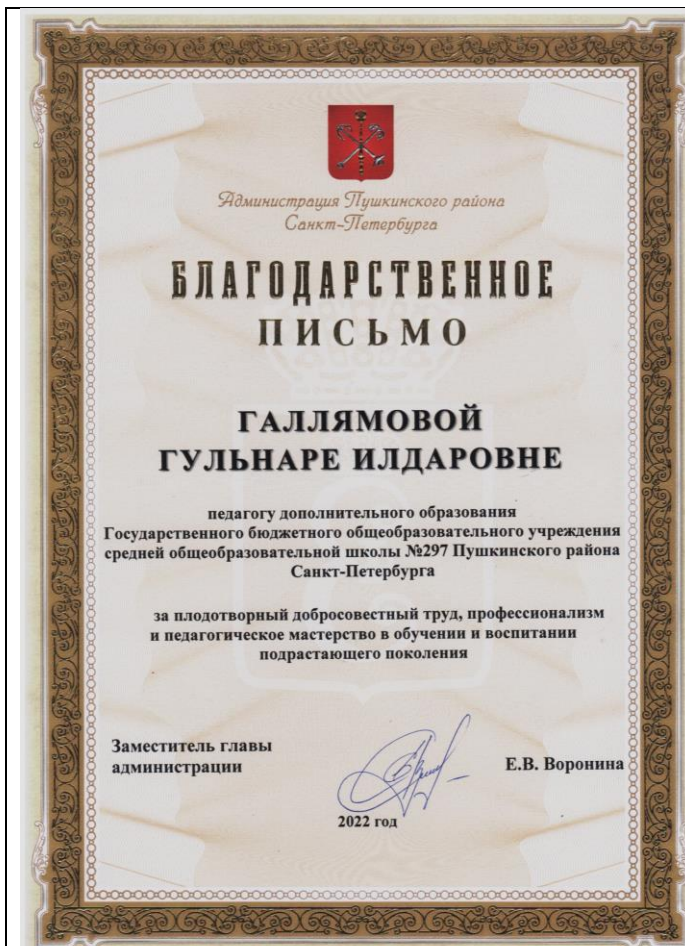 Администрация Пушкинского района
Санкт-Петербурга
БЛАГОДАРСТВЕННОЕ
ПИСЬМО
ГАЛЛЯМОВОЙ
ГУЛЬНАРЕ ИЛДАРОВНЕ
педагогу дополнительного образования
Государственного бюджетного общеобразовательного учреждения
средней общеобразовательной школы №297 Пушкинского района
Санкт-Петербурга
за плодотворный добросовестный труд, профессионализм
и педагогическое мастерство в обучении и воспитании
подрастающего поколения
Заместитель главы
администрации
Е.В. Воронина
2022 год